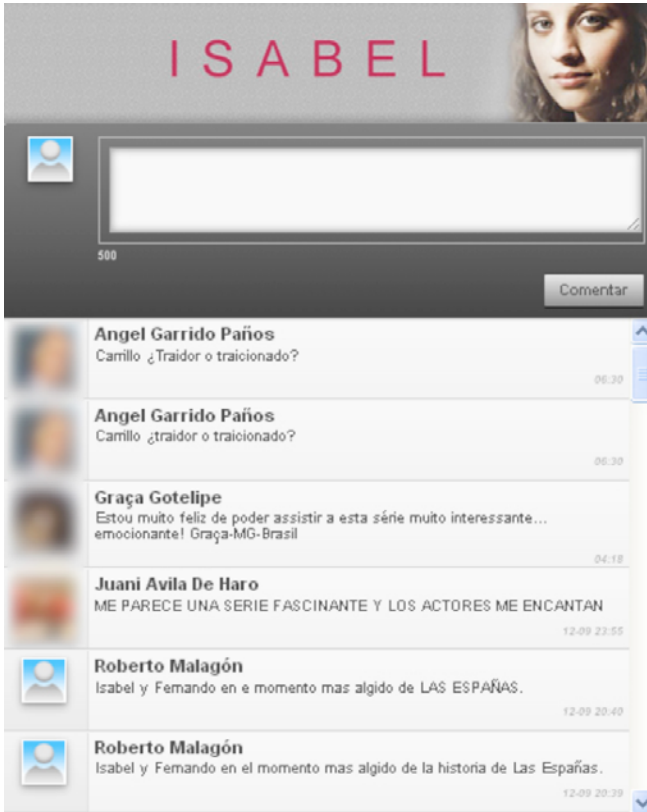 ISABEL
500
Comentar
Angel Garrido Paños
Carrillo ¿Traidor o traicionado?
06:30
Angel Garrido Paños
Carrillo ¿traidor o traicionado?
06:30
Graça Gotelipe
Estou muito feliz de poder assistir a esta série muito interessante...
emocionante! Graça-MG-Brasil
04:18
Juani Avila De Haro
ME PARECE UNA SERIE FASCINANTE Y LOS ACTORES ME ENCANTAN
12-09 23:55
Roberto Malagón
Isabel y Fernando en e momento mas algido de LAS ESPAÑAS.
12-09 20:40
Roberto Malagón
Isabel y Fernando en el momento mas algido de la historia de Las Españas.
12-09 20:39